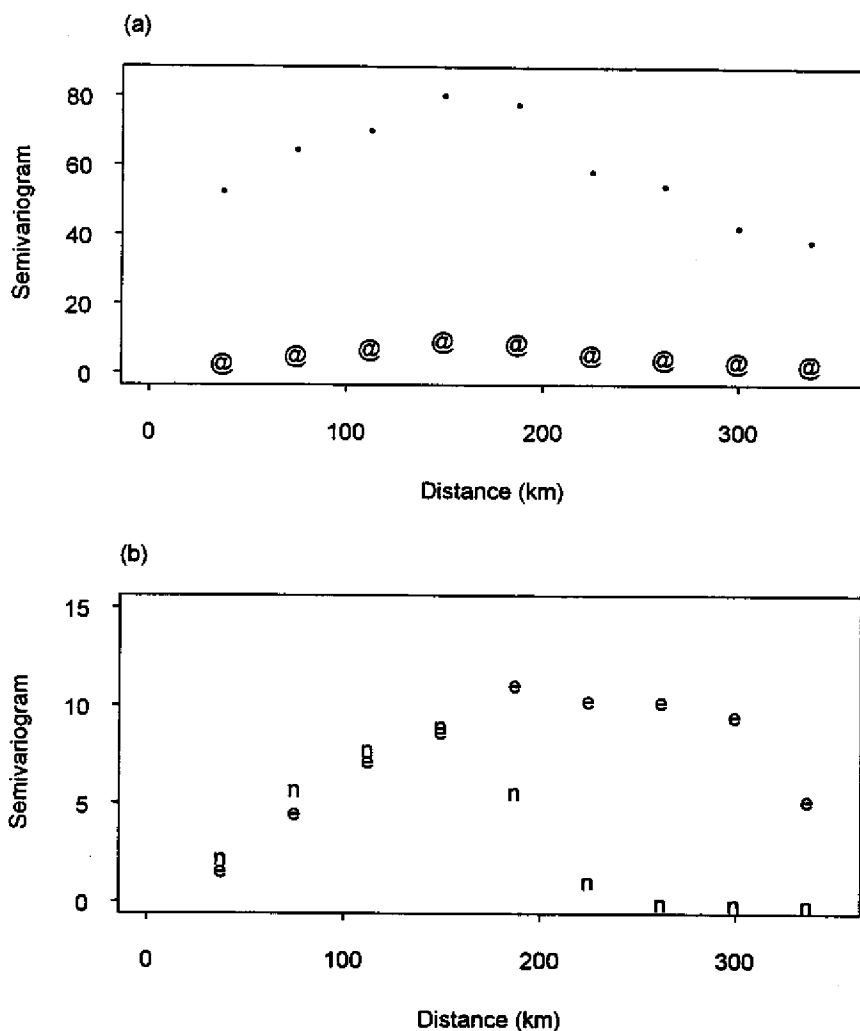 (a)
Semivariogram
80
60
40
20
0
@ @ @ @ @ @ @ @ @
0 100 200 300
Distance (km)
(b)
Semivariogram
15
10
5
0
e e e e e e e e e
n n n n n n n n n
0 100 200 300
Distance (km)